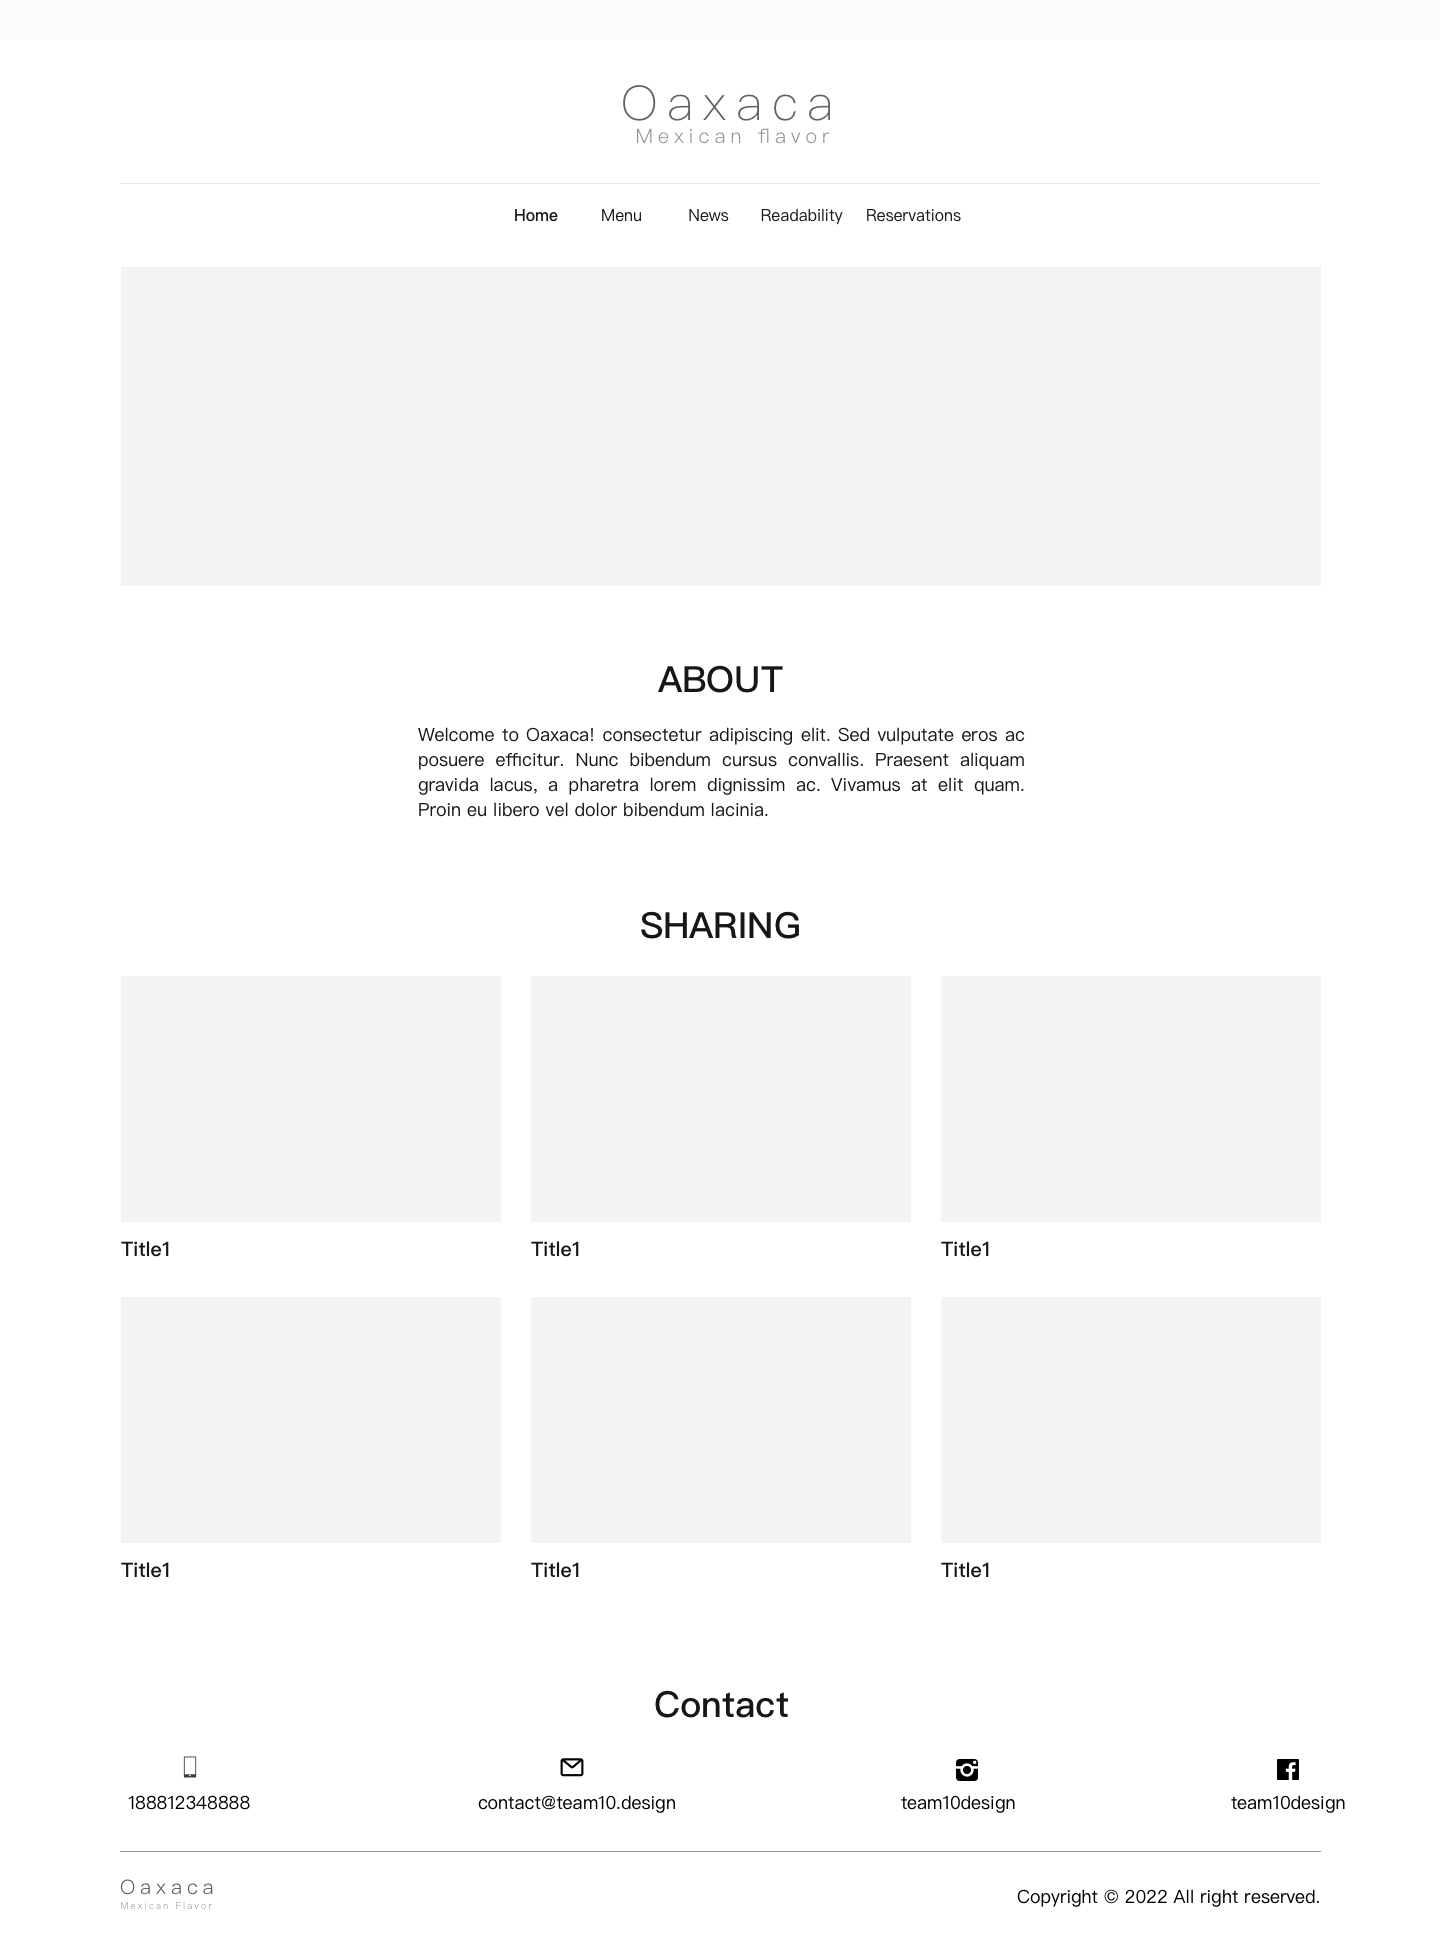 Oaxaca
Mexican flavor
Home Menu News Readability Reservations
ABOUT
Welcome to Oaxaca! consectetur adipiscing elit. Sed vulputate eros ac
posuere efficitur. Nunc bibendum cursus convallis. Praesent aliquam
gravida lacus, a pharetra lorem dignissim ac. Vivamus at elit quam.
Proin eu libero vel dolor bibendum lacinia.
SHARING
Title1 Title1 Title1
Title1 Title1 Title1
Contact
188812348888 contact@team10.design team10design team10design
Oaxaca
Mexican Flavor
Copyright © 2022 All right reserved.